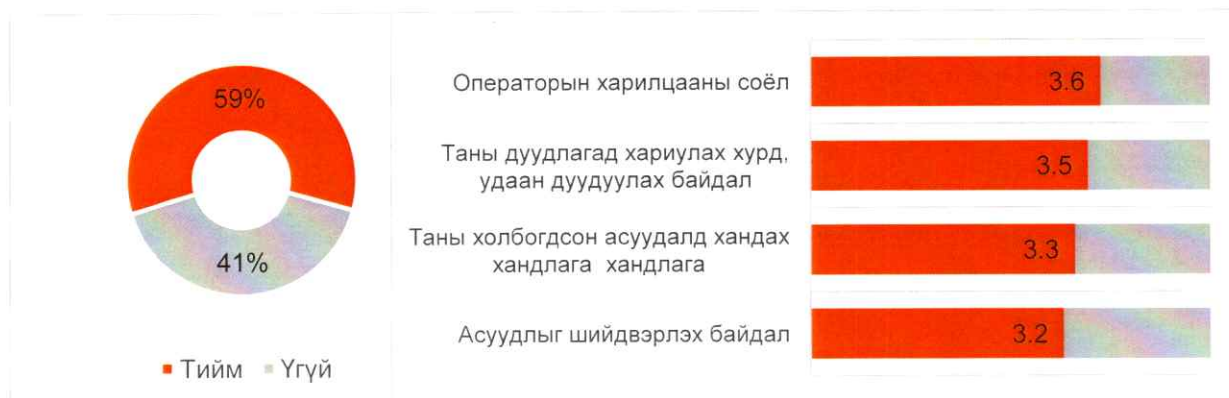 59%
41%
Тийм Үгүй
Операторын харилцааны соёл
3.6
Таны дуудлагад хариулах хурд,
удаан дуудуулах байдал
3.5
Таны холбогдсон асуудалд хандах
хандлага хандлага
3.3
Асуудлыг шийдвэрлэх байдал
3.2